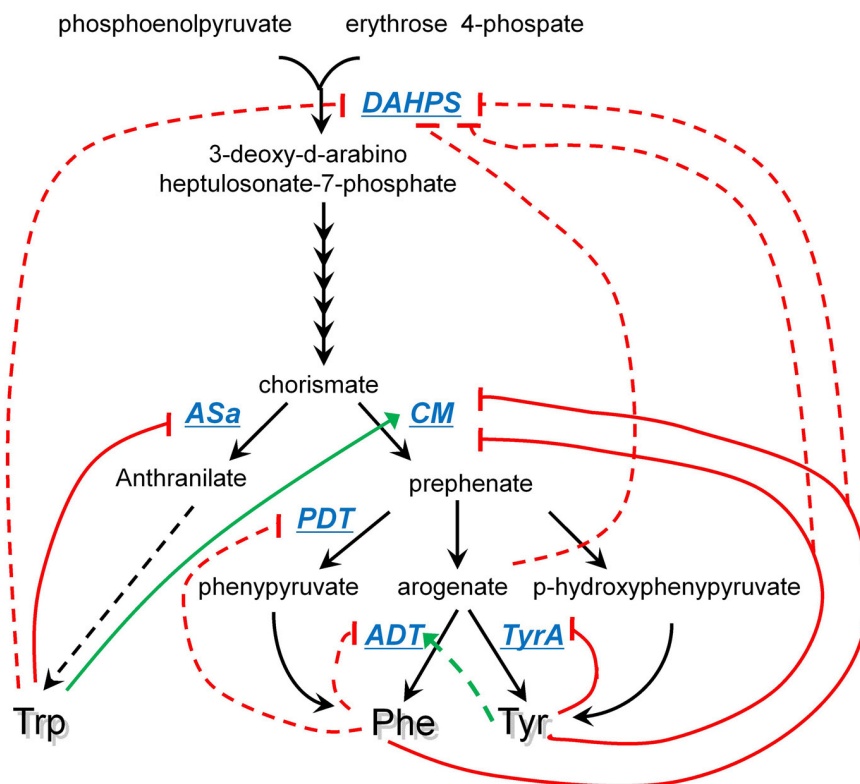 phosphoenolpyruvate erythrose 4-phospate
DAHPS
3-deoxy-d-arabino
heptulosonate-7-phosphate
chorismate
ASa CM
Anthranilate
prephenate
PDT
phenypyruvate arogenate p-hydroxyphenypyruvate
ADT TyrA
Trp Phe Tyr